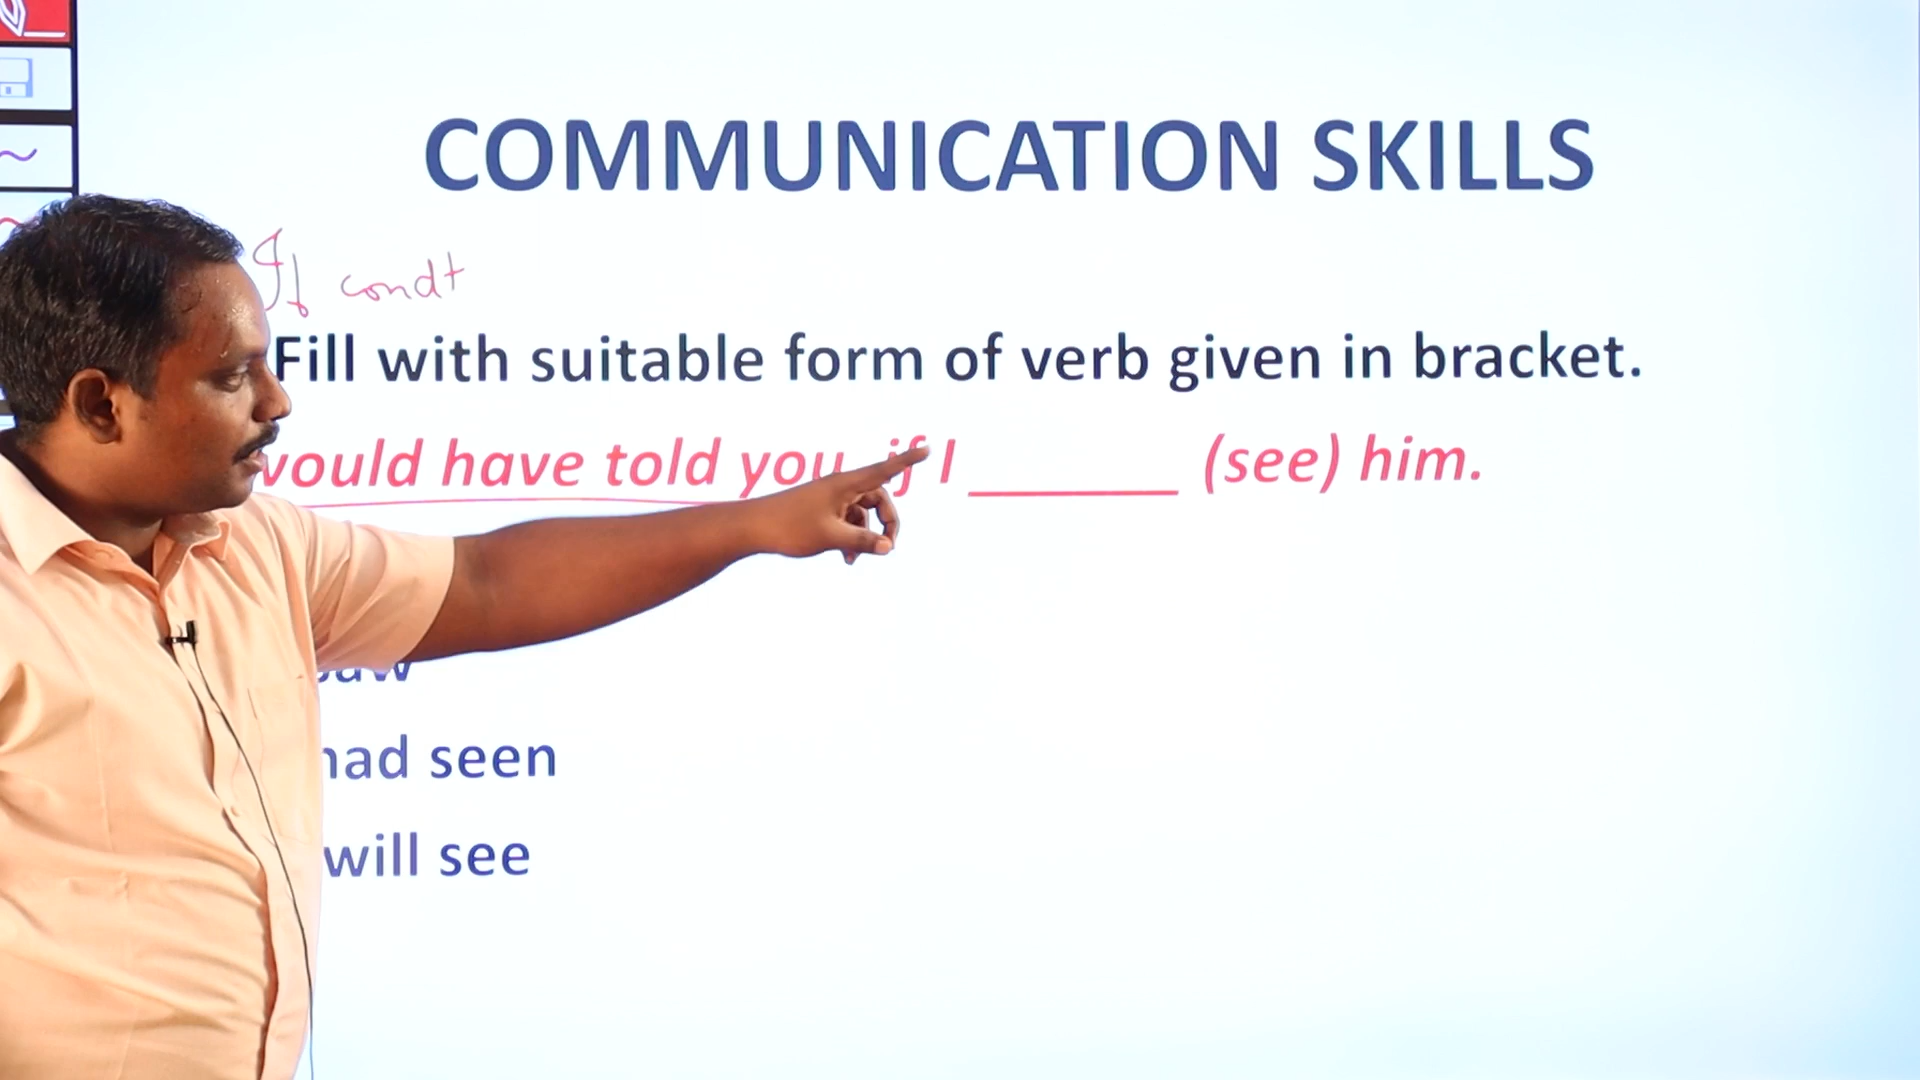 COMMUNICATION SKILLS
If condt
Fill with suitable form of verb given in bracket.
would have told you, if I ______ (see) him.
saw
had seen
will see